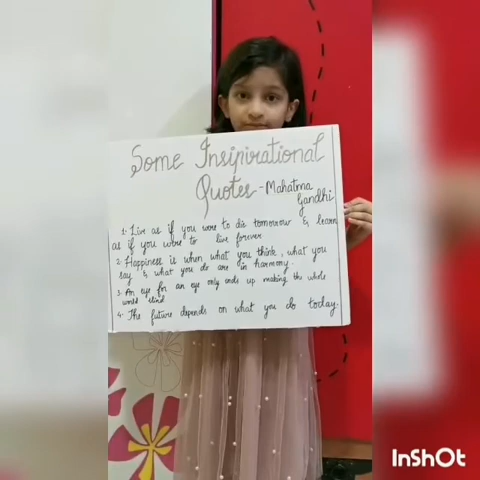 Some Insipirational
Quotes - Mahatma
Gandhi
1. Live as if you were to die tomorrow & learn
as if you were to live forever
2. Happiness is when what you think, what you
say & what you do are in harmony.
3. An eye for an eye only ends up making the whole
world blind
4. The future depends on what you do today.
InShOt